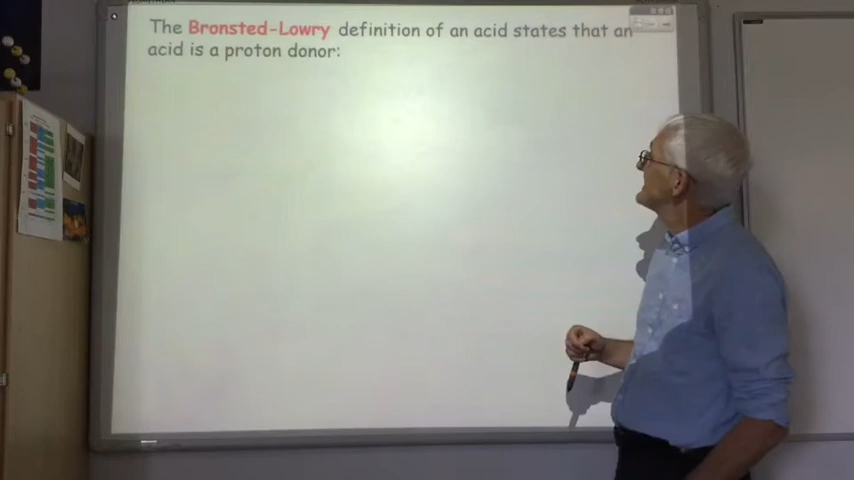 The Bronsted-Lowry definition of an acid states that an
acid is a proton donor: